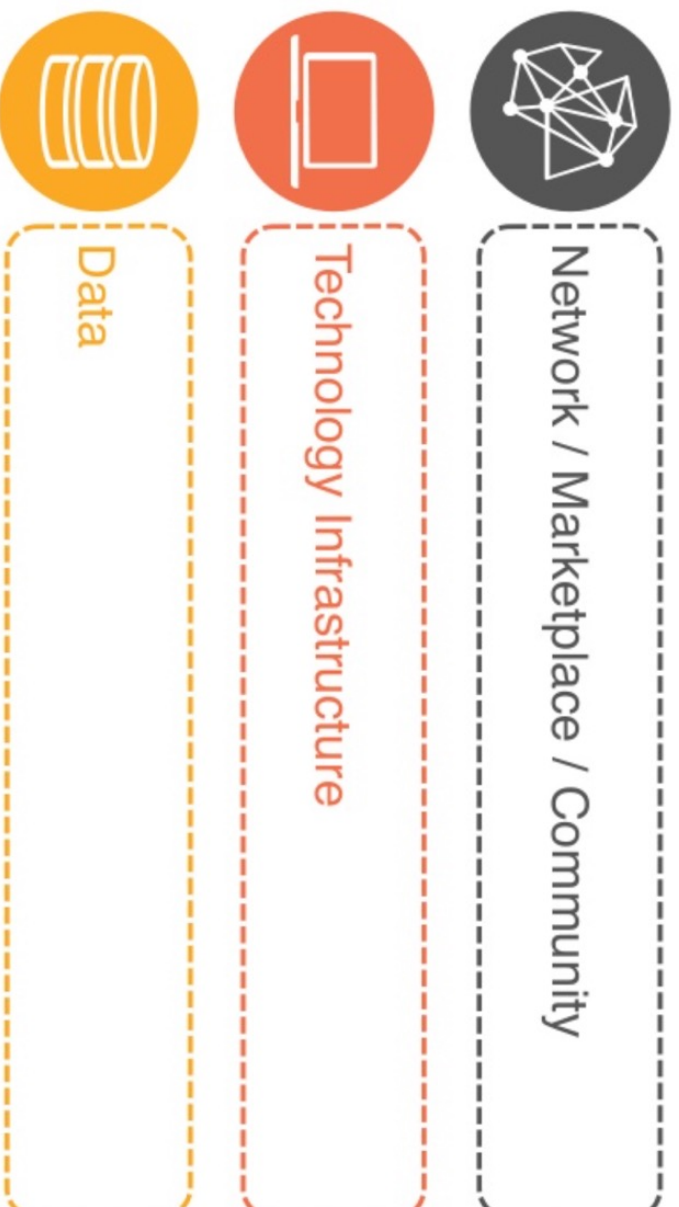 Network / Marketplace / Community
Technology Infrastructure
Data